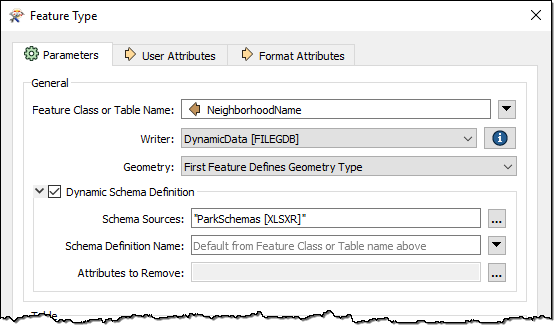 Feature Type
Parameters
User Attributes
Format Attributes
General
Feature Class or Table Name: NeighborhoodName
Writer: DynamicData [FILEGDB]
Geometry: First Feature Defines Geometry Type
Dynamic Schema Definition
Schema Sources: "ParkSchemas [XLSXR]"
...
Schema Definition Name: Default from Feature Class or Table name above
Attributes to Remove:
...
Table